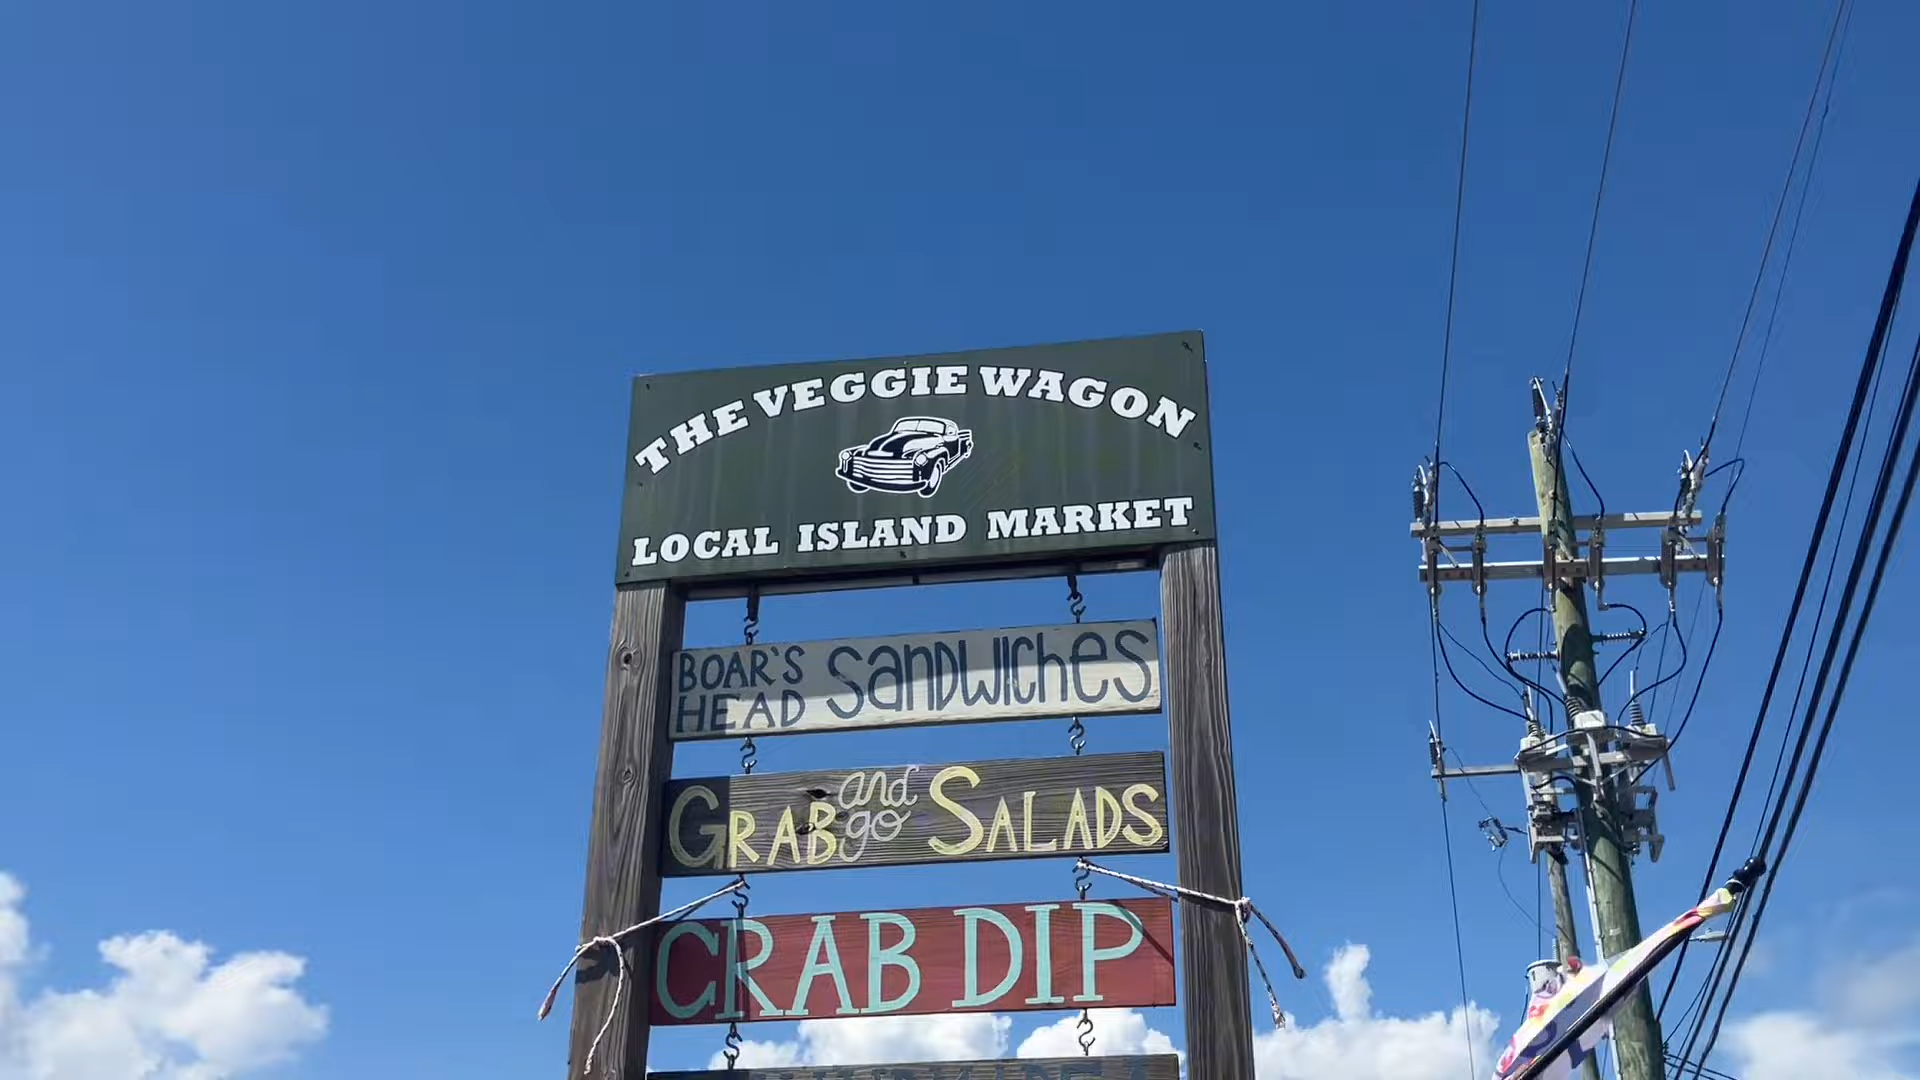 THE VEGGIE WAGON
LOCAL ISLAND MARKET
BOAR'S HEAD SANDWICHES
GRAB and go SALADS
CRAB DIP